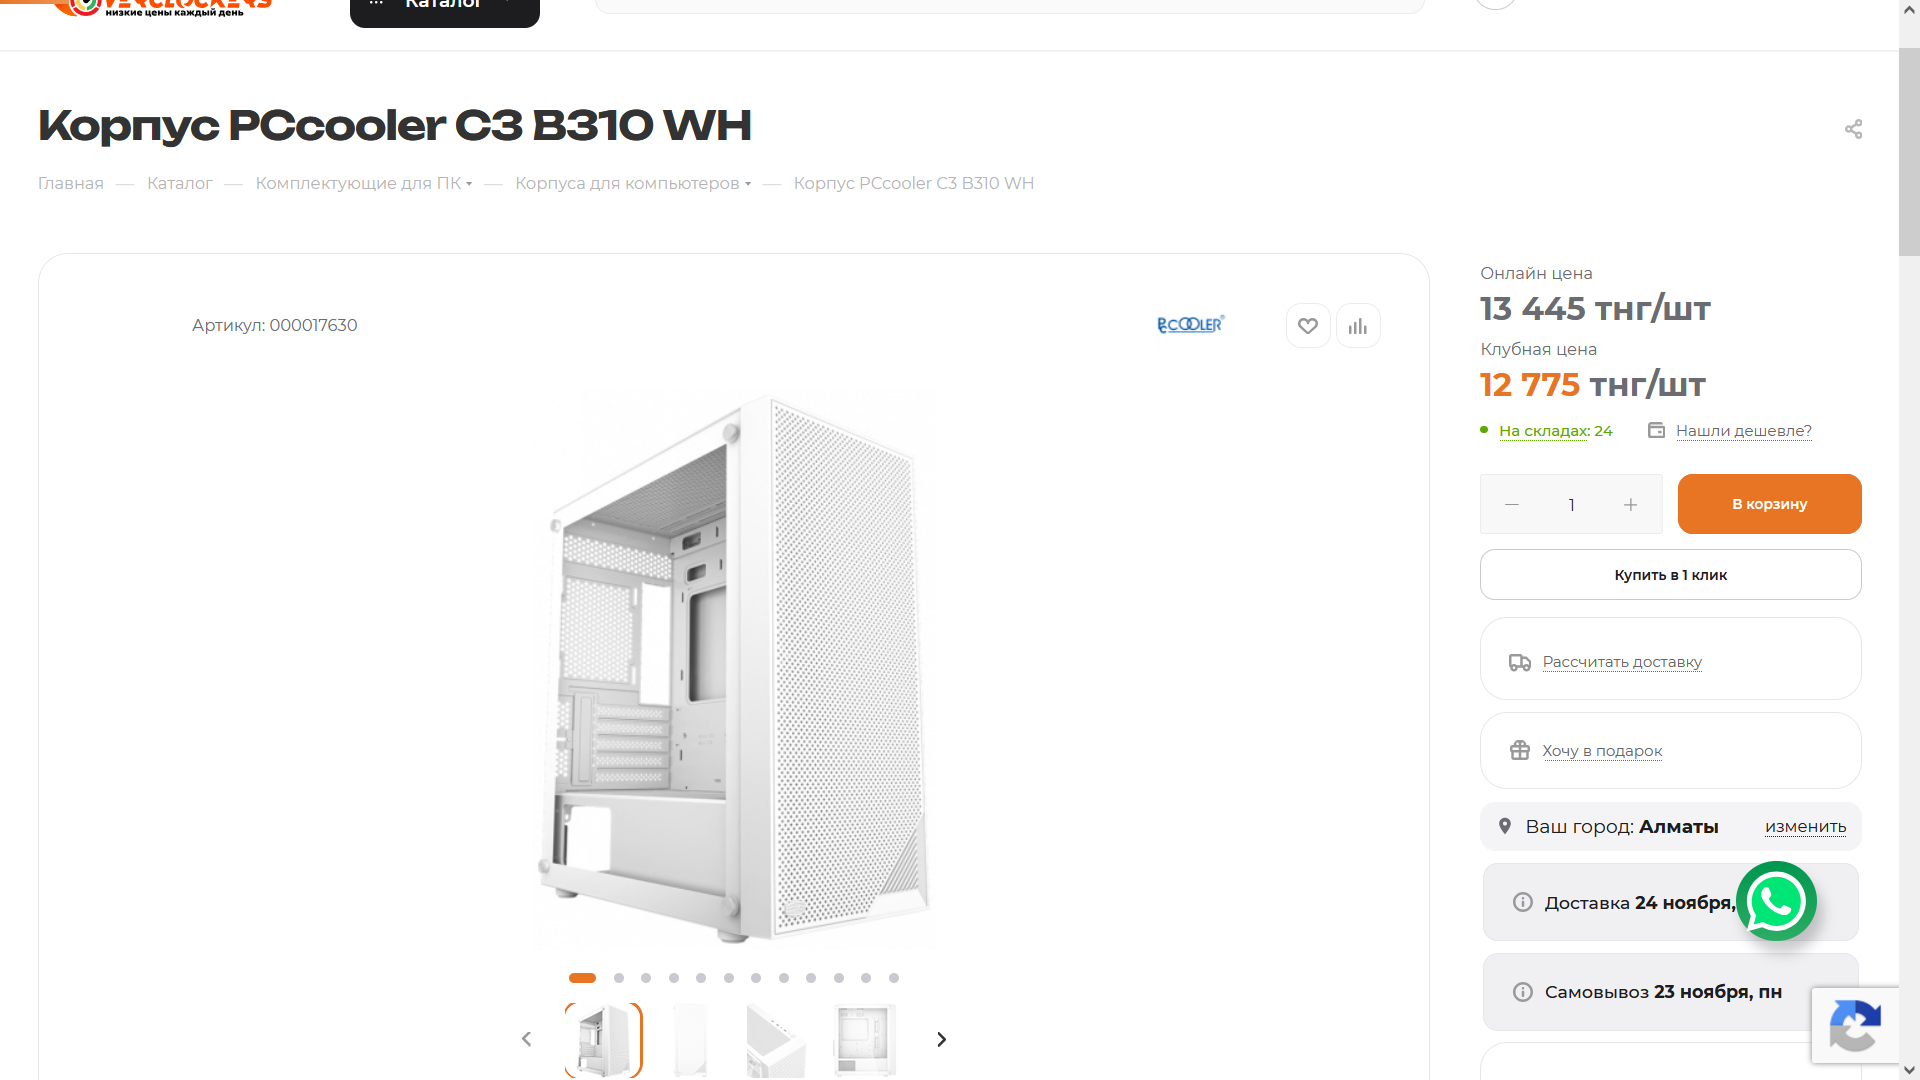 VERCLOCKERS
низкие цены каждый день
Каталог
Корпус PCcooler C3 B310 WH
Главная — Каталог — Комплектующие для ПК — Корпуса для компьютеров — Корпус PCcooler C3 B310 WH
Артикул: 000017630
PCCOOLER
Онлайн цена
13 445 тнг/шт
Клубная цена
12 775 тнг/шт
На складах: 24
Нашли дешевле?
1
В корзину
Купить в 1 клик
Рассчитать доставку
Хочу в подарок
Ваш город: Алматы
изменить
Доставка 24 ноября,
Самовывоз 23 ноября, пн